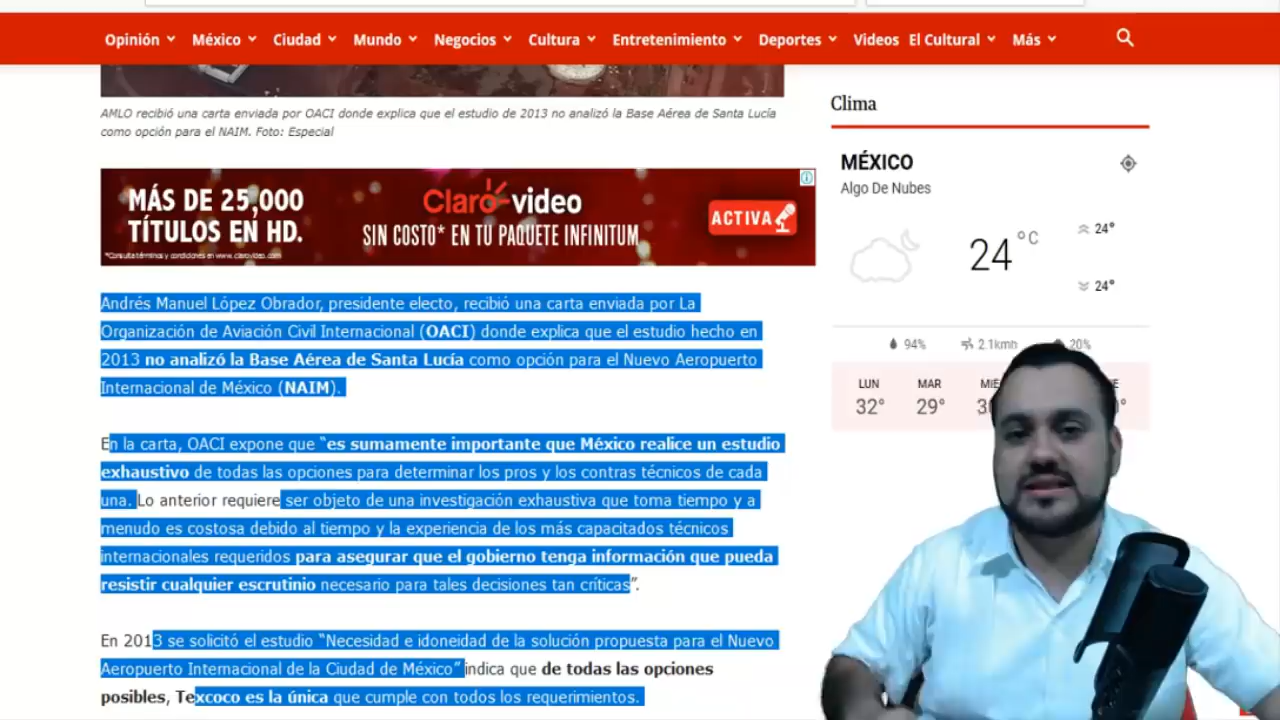 Opinión México Ciudad Mundo Negocios Cultura Entretenimiento Deportes Videos El Cultural Más
AMLO recibió una carta enviada por OACI donde explica que el estudio de 2013 no analizó la Base Aérea de Santa Lucía
como opción para el NAIM. Foto: Especial
MÁS DE 25,000
TÍTULOS EN HD.
*Consulta términos y condiciones en www.clarovideo.com
Claro video
SIN COSTO* EN TU PAQUETE INFINITUM
ACTIVA
Andrés Manuel López Obrador, presidente electo, recibió una carta enviada por La
Organización de Aviación Civil Internacional (OACI) donde explica que el estudio hecho en
2013 no analizó la Base Aérea de Santa Lucía como opción para el Nuevo Aeropuerto
Internacional de México (NAIM).
En la carta, OACI expone que "es sumamente importante que México realice un estudio
exhaustivo de todas las opciones para determinar los pros y los contras técnicos de cada
una. Lo anterior requiere ser objeto de una investigación exhaustiva que toma tiempo y a
menudo es costosa debido al tiempo y la experiencia de los más capacitados técnicos
internacionales requeridos para asegurar que el gobierno tenga información que pueda
resistir cualquier escrutinio necesario para tales decisiones tan críticas".
En 2013 se solicitó el estudio "Necesidad e idoneidad de la solución propuesta para el Nuevo
Aeropuerto Internacional de la Ciudad de México" indica que de todas las opciones
posibles, Texcoco es la única que cumple con todos los requerimientos.
Clima
MÉXICO
Algo De Nubes
24 °C
24°
24°
94% 2.1kmh 20%
LUN MAR
32° 29°